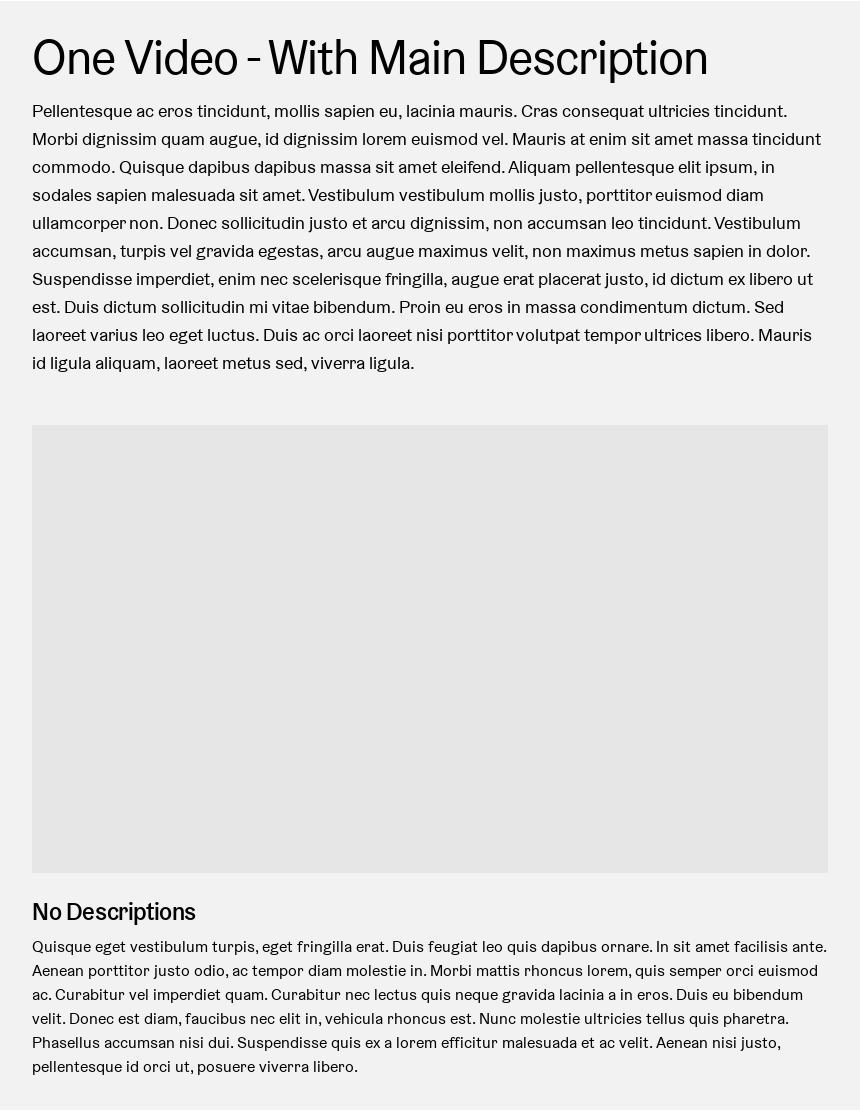 One Video - With Main Description
Pellentesque ac eros tincidunt, mollis sapien eu, lacinia mauris. Cras consequat ultricies tincidunt.
Morbi dignissim quam augue, id dignissim lorem euismod vel. Mauris at enim sit amet massa tincidunt
commodo. Quisque dapibus dapibus massa sit amet eleifend. Aliquam pellentesque elit ipsum, in
sodales sapien malesuada sit amet. Vestibulum vestibulum mollis justo, porttitor euismod diam
ullamcorper non. Donec sollicitudin justo et arcu dignissim, non accumsan leo tincidunt. Vestibulum
accumsan, turpis vel gravida egestas, arcu augue maximus velit, non maximus metus sapien in dolor.
Suspendisse imperdiet, enim nec scelerisque fringilla, augue erat placerat justo, id dictum ex libero ut
est. Duis dictum sollicitudin mi vitae bibendum. Proin eu eros in massa condimentum dictum. Sed
laoreet varius leo eget luctus. Duis ac orci laoreet nisi porttitor volutpat tempor ultrices libero. Mauris
id ligula aliquam, laoreet metus sed, viverra ligula.
No Descriptions
Quisque eget vestibulum turpis, eget fringilla erat. Duis feugiat leo quis dapibus ornare. In sit amet facilisis ante.
Aenean porttitor justo odio, ac tempor diam molestie in. Morbi mattis rhoncus lorem, quis semper orci euismod
ac. Curabitur vel imperdiet quam. Curabitur nec lectus quis neque gravida lacinia a in eros. Duis eu bibendum
velit. Donec est diam, faucibus nec elit in, vehicula rhoncus est. Nunc molestie ultricies tellus quis pharetra.
Phasellus accumsan nisi dui. Suspendisse quis ex a lorem efficitur malesuada et ac velit. Aenean nisi justo,
pellentesque id orci ut, posuere viverra libero.